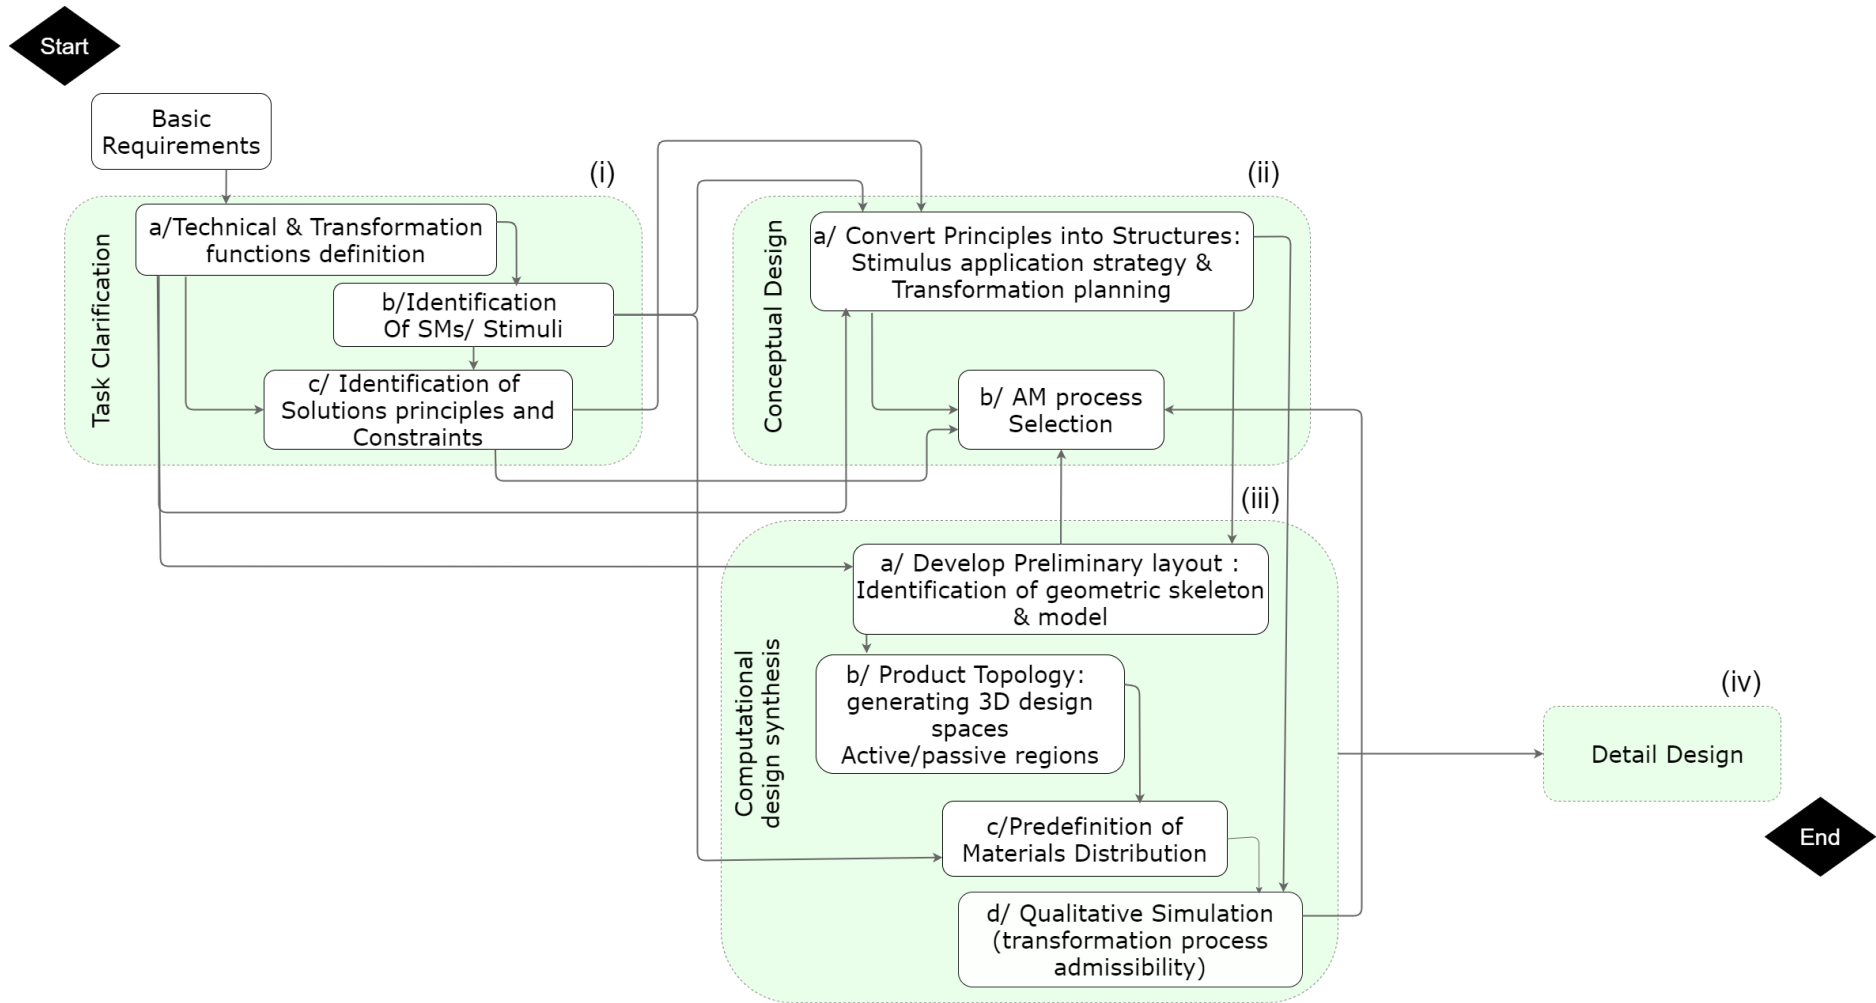 Start
Basic
Requirements
(i)
Task Clarification
a/Technical & Transformation
functions definition
b/Identification
Of SMs/ Stimuli
c/ Identification of
Solutions principles and
Constraints
(ii)
Conceptual Design
a/ Convert Principles into Structures:
Stimulus application strategy &
Transformation planning
b/ AM process
Selection
(iii)
Computational
design synthesis
a/ Develop Preliminary layout :
Identification of geometric skeleton
& model
b/ Product Topology:
generating 3D design
spaces
Active/passive regions
c/Predefinition of
Materials Distribution
d/ Qualitative Simulation
(transformation process
admissibility)
(iv)
Detail Design
End